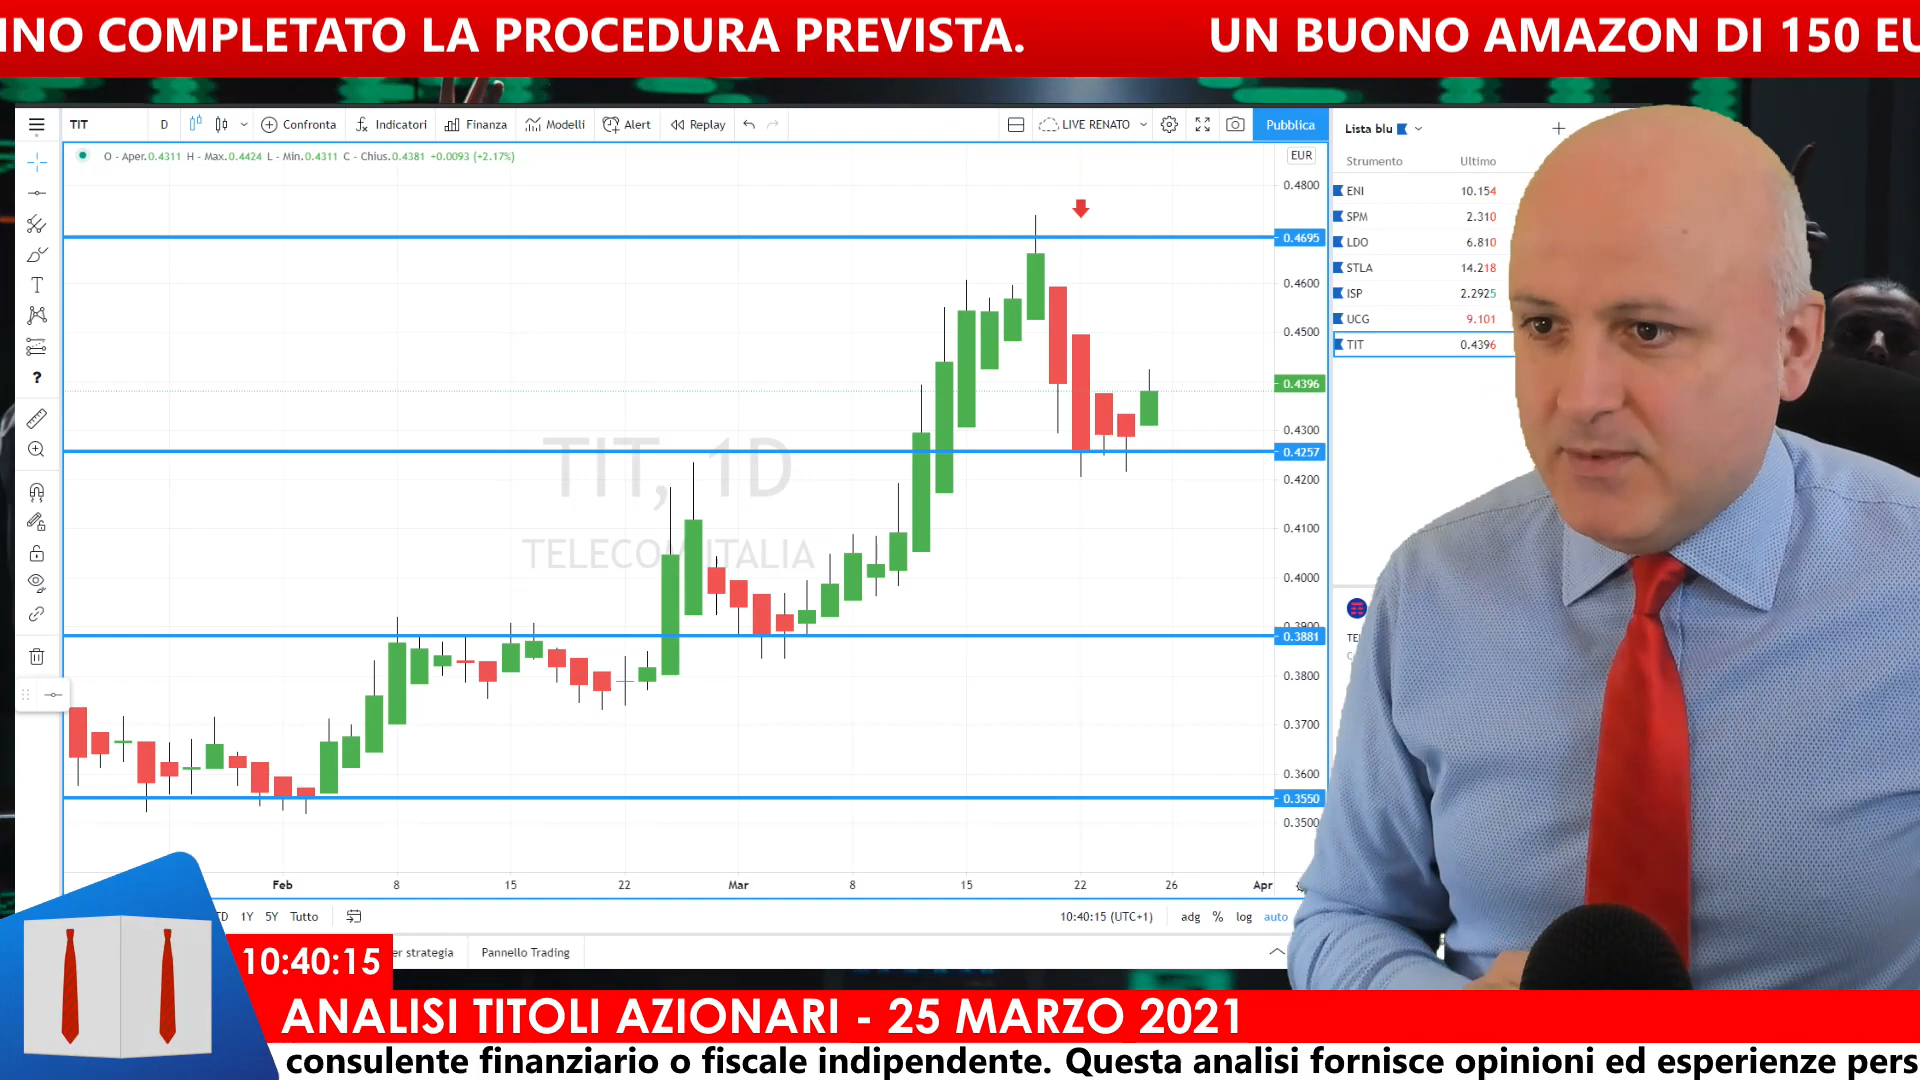 INO COMPLETATO LA PROCEDURA PREVISTA. UN BUONO AMAZON DI 150 EU
TIT D Confronta Indicatori Finanza Modelli Alert Replay LIVE RENATO Pubblica
O - Aper.0.4311 H - Max.0.4424 L - Min.0.4311 C - Chius.0.4381 +0.0093 (+2.17%)
EUR
0.4800
0.4695
0.4600
0.4500
0.4396
0.4300
0.4257
0.4200
0.4100
0.4000
0.3900
0.3881
0.3800
0.3700
0.3600
0.3550
0.3500
TIT, 1D
TELECOM ITALIA
T
?
Feb 8 15 22 Mar 8 15 22 26 Apr
TD 1Y 5Y Tutto
10:40:15 (UTC+1) adg % log auto
er strategia Pannello Trading
Lista blu
Strumento Ultimo
ENI 10.154
SPM 2.310
LDO 6.810
STLA 14.218
ISP 2.2925
UCG 9.101
TIT 0.4396
TE
10:40:15
ANALISI TITOLI AZIONARI - 25 MARZO 2021
consulente finanziario o fiscale indipendente. Questa analisi fornisce opinioni ed esperienze pers